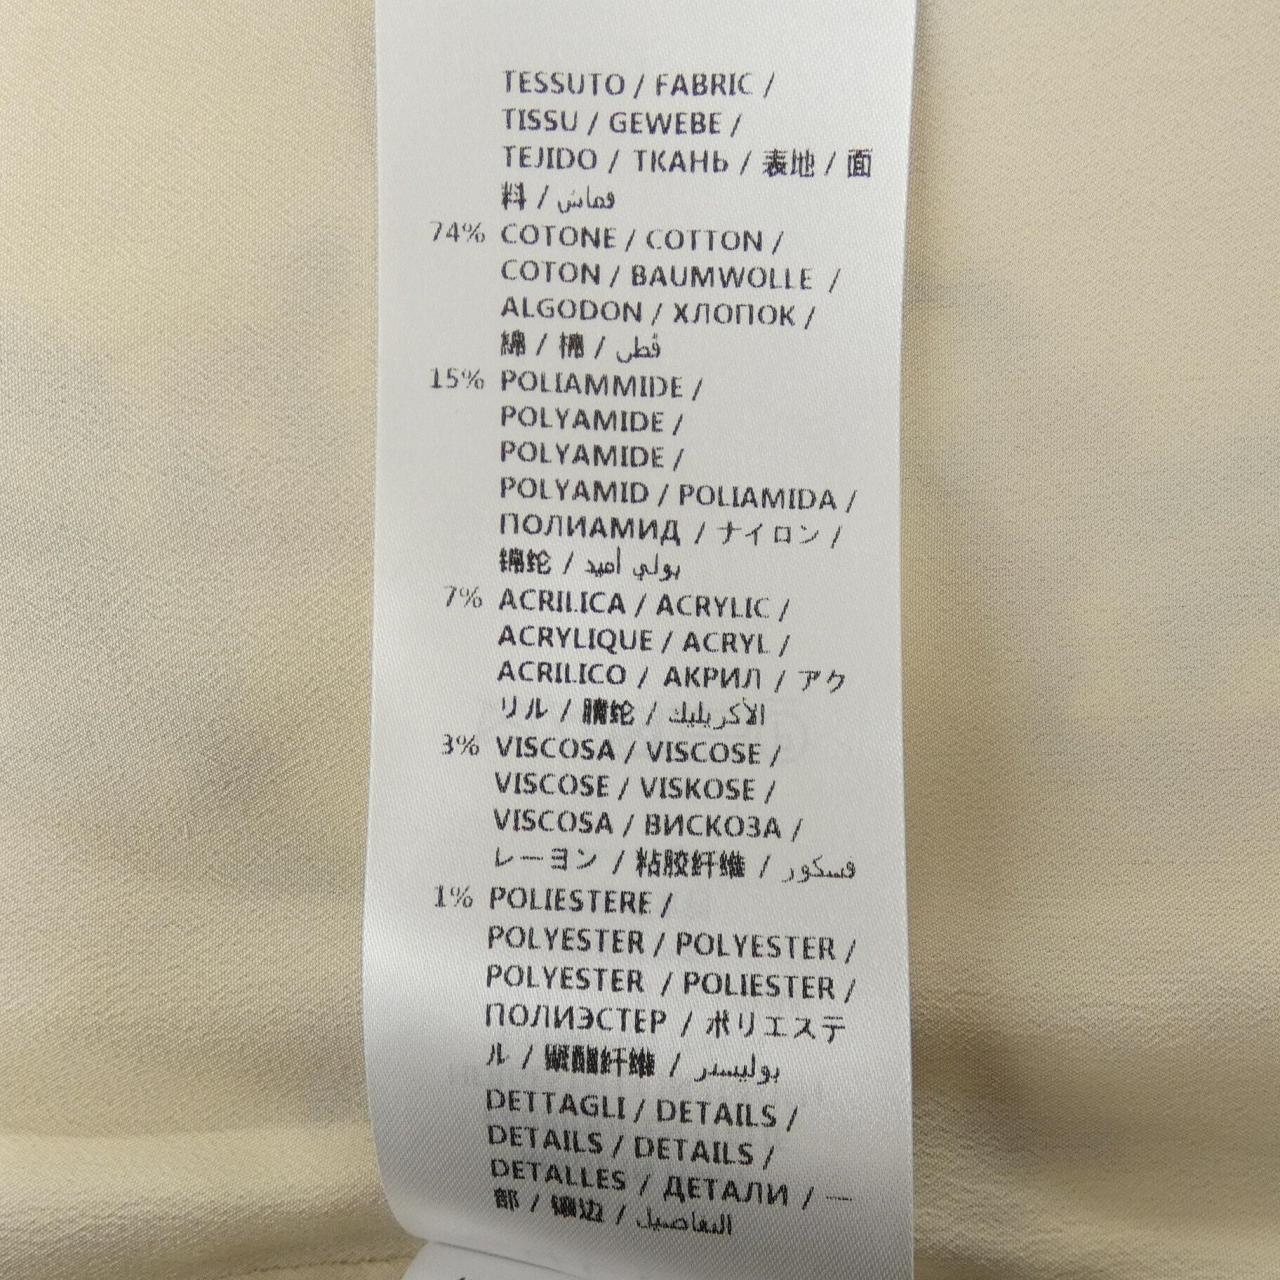 TESSUTO / FABRIC /
TISSU / GEWEBE /
TEJIDO / ТКАНЬ / 表地 / 面
料 / قماش
74% COTONE / COTTON /
COTON / BAUMWOLLE /
ALGODON / ХЛОПОК /
綿 / 棉 / قطن
15% POLIAMMIDE /
POLYAMIDE /
POLYAMIDE /
POLYAMID / POLIAMIDA /
ПОЛИАМИД / ナイロン /
锦纶 / بولي أميد
7% ACRILICA / ACRYLIC /
ACRYLIQUE / ACRYL /
ACRILICO / АКРИЛ / アク
リル / 腈纶 / الأكريليك
3% VISCOSA / VISCOSE /
VISCOSE / VISKOSE /
VISCOSA / ВИСКОЗА /
レーヨン / 粘胶纤维 / فسكور
1% POLIESTERE /
POLYESTER / POLYESTER /
POLYESTER / POLIESTER /
ПОЛИЭСТЕР / ポリエステ
ル / 聚酯纤维 / بوليستر
DETTAGLI / DETAILS /
DETAILS / DETAILS /
DETALLES / ДЕТАЛИ / 一
部 / 镶边 / التفاصيل